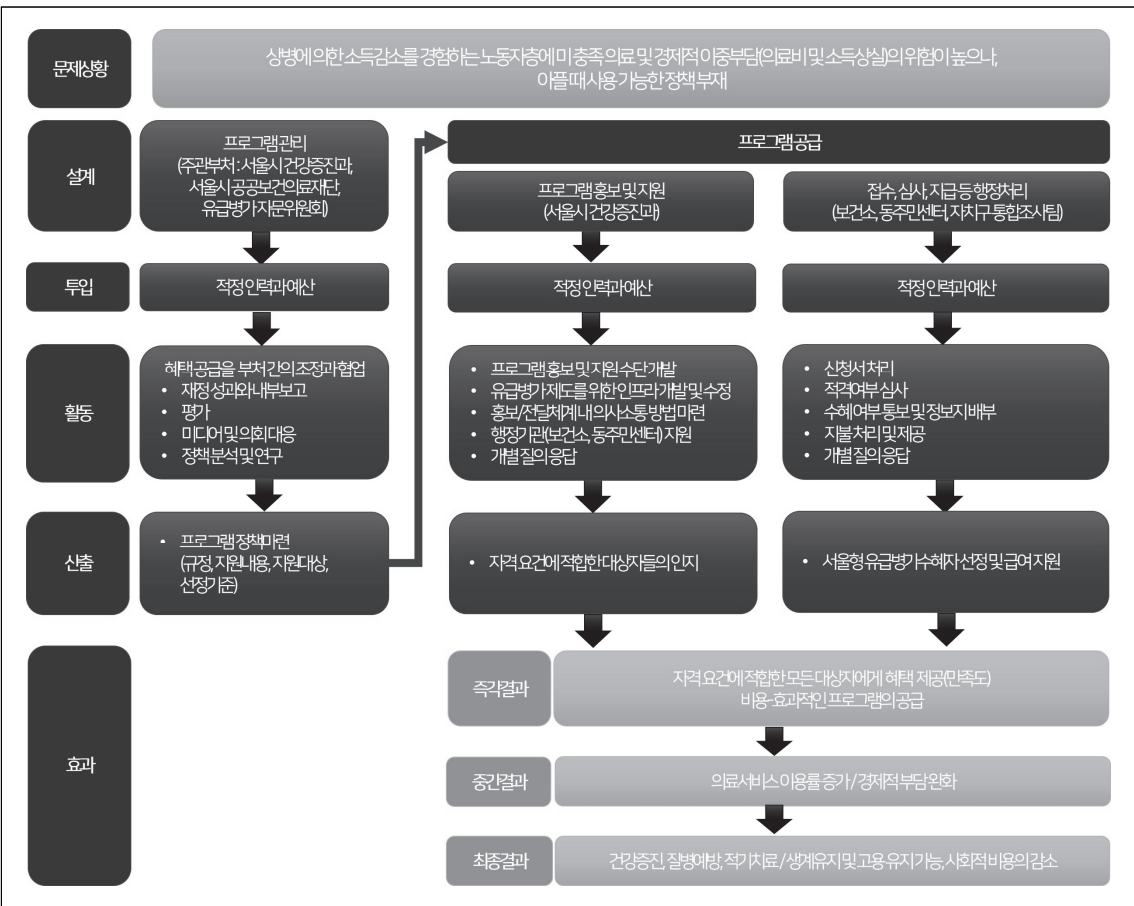 문제상황
상병에 의한 소득감소를 경험하는 노동자층에 미 충족 의료 및 경제적 이중부담(의료비 및 소득상실)의 위험이 높으나,
아플 때 사용 가능한 정책 부재
설계
프로그램 관리
(주관부처 : 서울시 건강증진과,
서울시 공공보건의료재단,
유급병가 자문위원회)
프로그램 공급
프로그램 홍보 및 지원
(서울시 건강증진과)
접수, 심사, 지급 등 행정처리
(보건소, 동주민센터, 자치구 통합조사팀)
투입
적정 인력과 예산
적정 인력과 예산
적정 인력과 예산
활동
혜택 공급을 부처 간의 조정과 협업
• 재정 성과와 내부보고
• 평가
• 미디어 및 의회 대응
• 정책 분석 및 연구
• 프로그램 홍보 및 지원 수단 개발
• 유급병가 제도를 위한 인프라 개발 및 수정
• 홍보/전달체계 내 의사소통 방법 마련
• 행정기관(보건소, 동주민센터) 지원
• 개별 질의 응답
• 신청서 처리
• 적격여부 심사
• 수혜여부 통보 및 정보지 배부
• 지불 처리 및 제공
• 개별 질의 응답
산출
• 프로그램 정책 마련
(규정, 지원내용, 지원대상,
선정기준)
• 자격 요건에 적합한 대상자들의 인지
• 서울형 유급병가 수혜자 선정 및 급여 지원
효과
즉각결과
자격 요건에 적합한 모든 대상자에게 혜택 제공(만족도)
비용-효과적인 프로그램의 공급
중간결과
의료서비스 이용률 증가 / 경제적 부담 완화
최종결과
건강증진, 질병예방, 적기치료 / 생계유지 및 고용 유지 가능, 사회적 비용의 감소